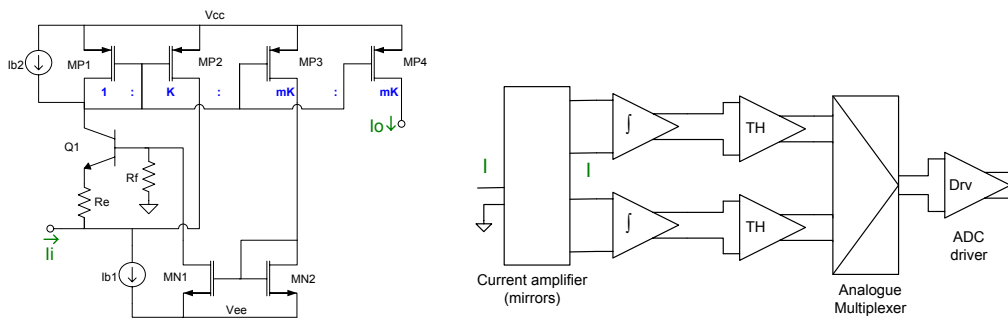 Vcc
Ib2
MP1
MP2
MP3
MP4
1 : K : mK : mK
Io
Q1
Rf
Re
Ii
Ib1
MN1
MN2
Vee
I
I
∫
TH
∫
TH
Drv
Current amplifier
(mirrors)
Analogue
Multiplexer
ADC
driver